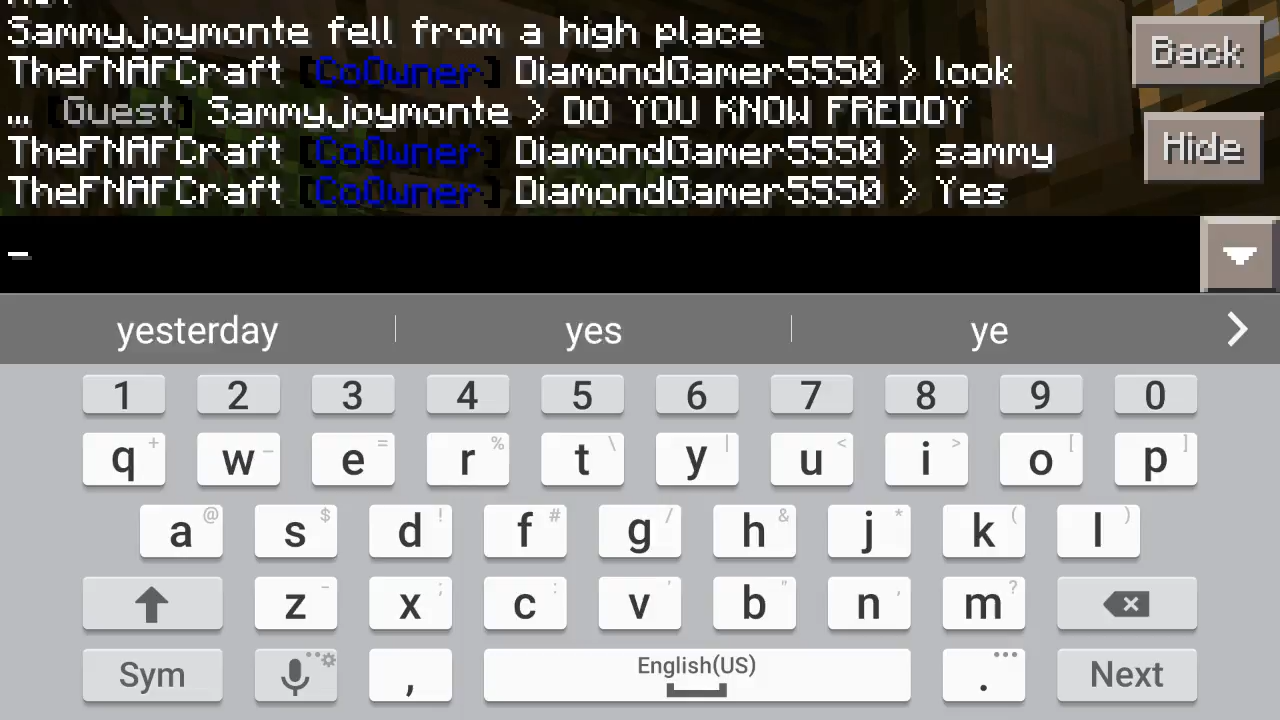 Sammyjoymonte fell from a high place
TheFNAFCraft [CoOwner] DiamondGamer5550 > look
… [Guest] Sammyjoymonte > DO YOU KNOW FREDDY
TheFNAFCraft [CoOwner] DiamondGamer5550 > sammy
TheFNAFCraft [CoOwner] DiamondGamer5550 > Yes
Back
Hide
_
yesterday yes ye
1 2 3 4 5 6 7 8 9 0
q + w _ e = r % t \ y | u < i > o [ p ]
a @ s $ d ! f # g / h & j * k ( l )
z - x ; c : v ' b " n , m ?
Sym , English(US) . Next